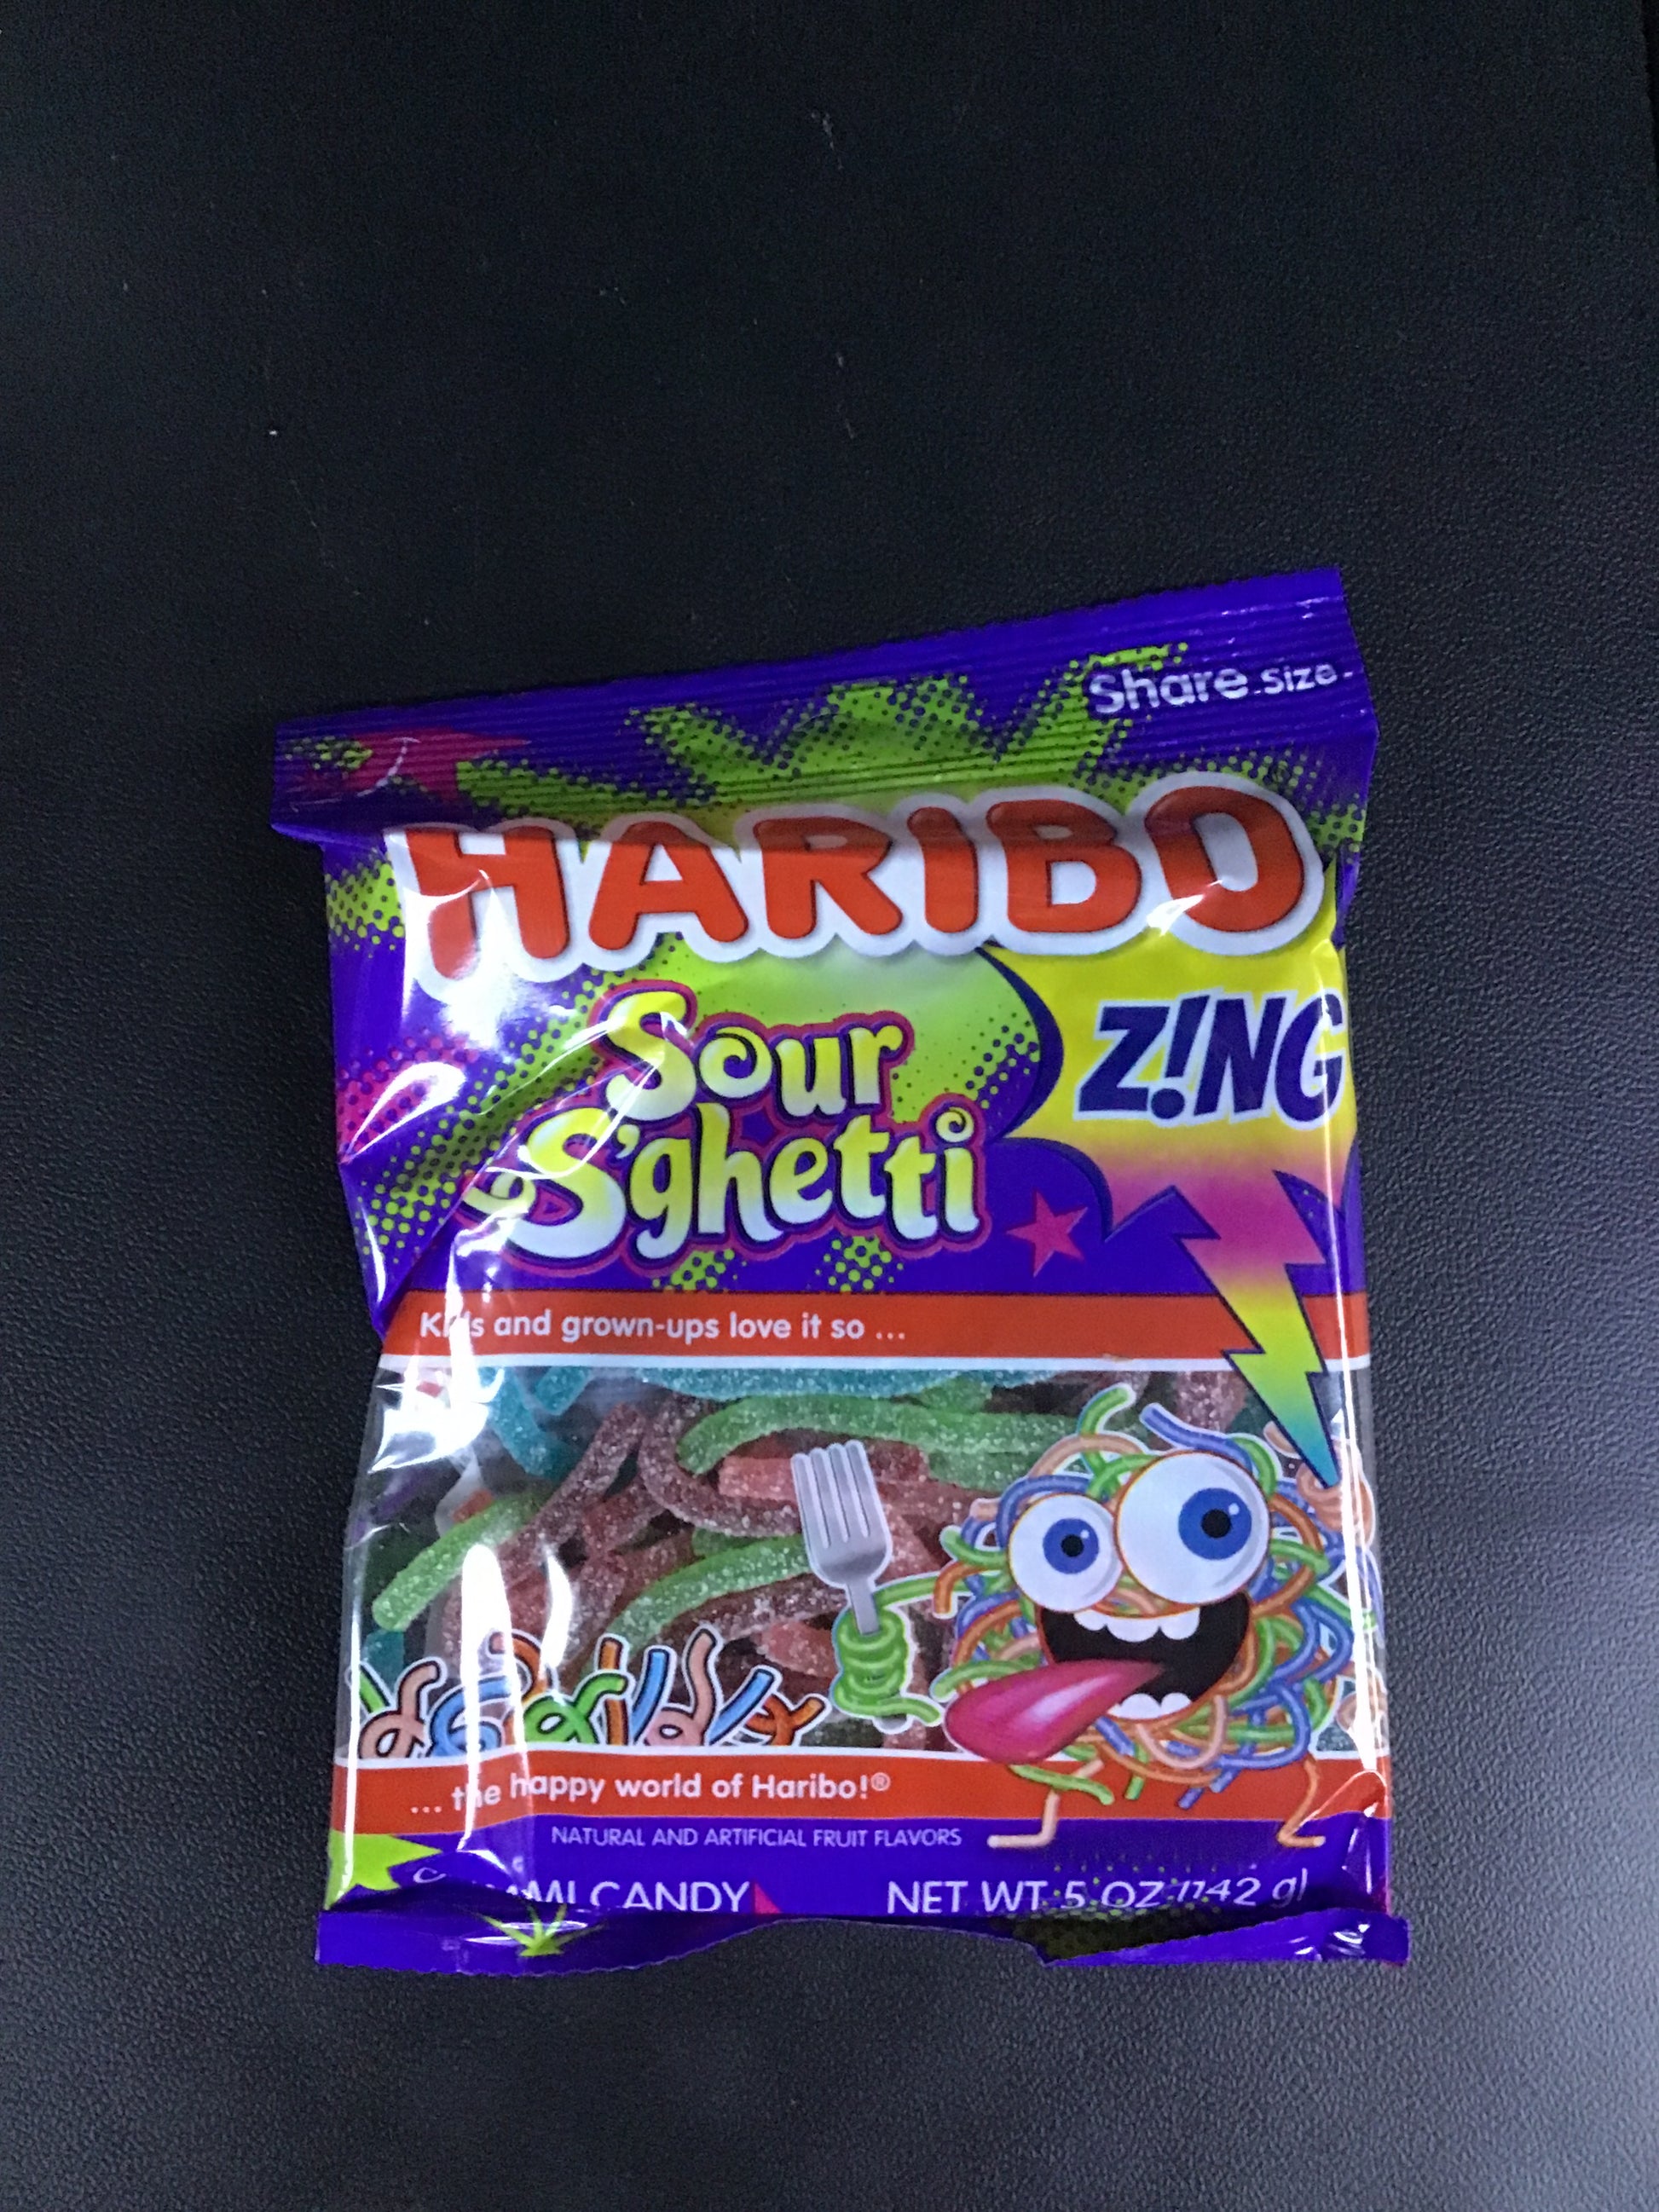 Share size
HARIBO
Sour
S'ghetti
Z!NG
Kids and grown-ups love it so ...
... the happy world of Haribo!®
NATURAL AND ARTIFICIAL FRUIT FLAVORS
CANDY
NET WT 5 OZ (142 g)